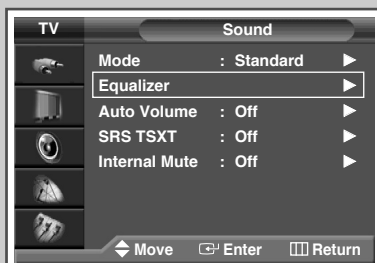 TV Sound
Mode : Standard
Equalizer
Auto Volume : Off
SRS TSXT : Off
Internal Mute : Off
Move Enter Return